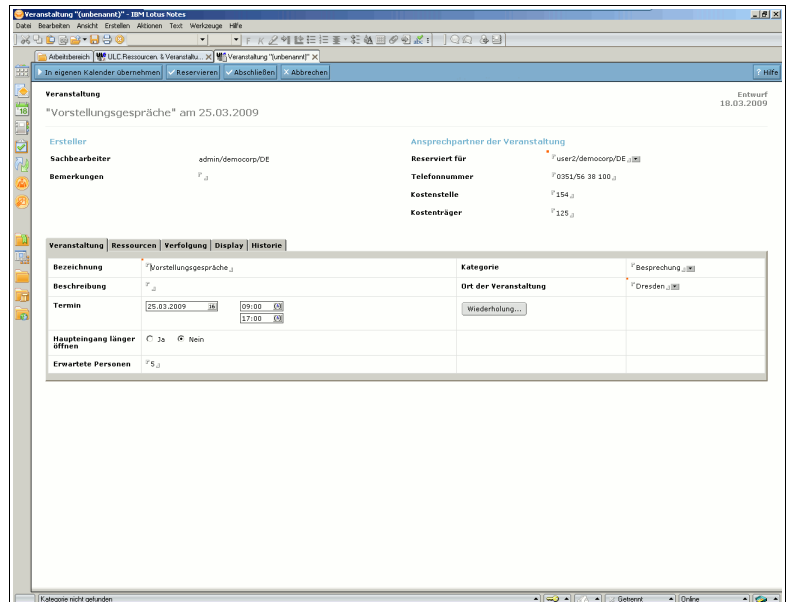 Veranstaltung "(unbenannt)" - IBM Lotus Notes
Datei Bearbeiten Ansicht Erstellen Aktionen Text Werkzeuge Hilfe
Arbeitsbereich ULC.Ressourcen. & Veranstaltu... Veranstaltung "(unbenannt)"
In eigenen Kalender übernehmen Reservieren Abschließen Abbrechen Hilfe
Veranstaltung Entwurf
18.03.2009
"Vorstellungsgespräche" am 25.03.2009
Ersteller Ansprechpartner der Veranstaltung
Sachbearbeiter admin/democorp/DE Reserviert für user2/democorp/DE
Bemerkungen Telefonnummer 0351/56 38 100
Kostenstelle 154
Kostenträger 125
Veranstaltung Ressourcen Verfolgung Display Historie
Bezeichnung Vorstellungsgespräche Kategorie Besprechung
Beschreibung Ort der Veranstaltung Dresden
Termin 25.03.2009 16 09:00 Wiederholung...
17:00
Haupteingang länger öffnen Ja Nein
Erwartete Personen 5
Kategorie nicht gefunden Getrennt Online